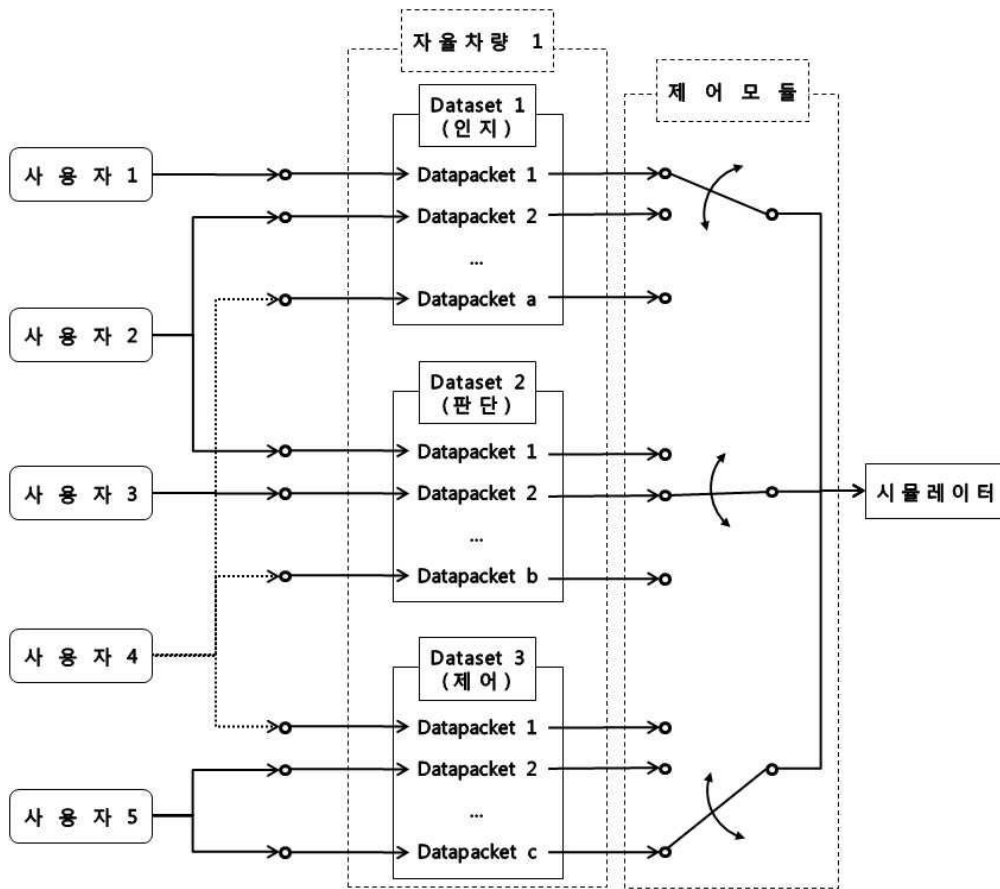 자율차량 1
제어모듈
Dataset 1
(인지)
사용자 1
Datapacket 1
Datapacket 2
...
Datapacket a
사용자 2
Dataset 2
(판단)
Datapacket 1
사용자 3
Datapacket 2
시뮬레이터
...
Datapacket b
사용자 4
Dataset 3
(제어)
Datapacket 1
Datapacket 2
사용자 5
...
Datapacket c